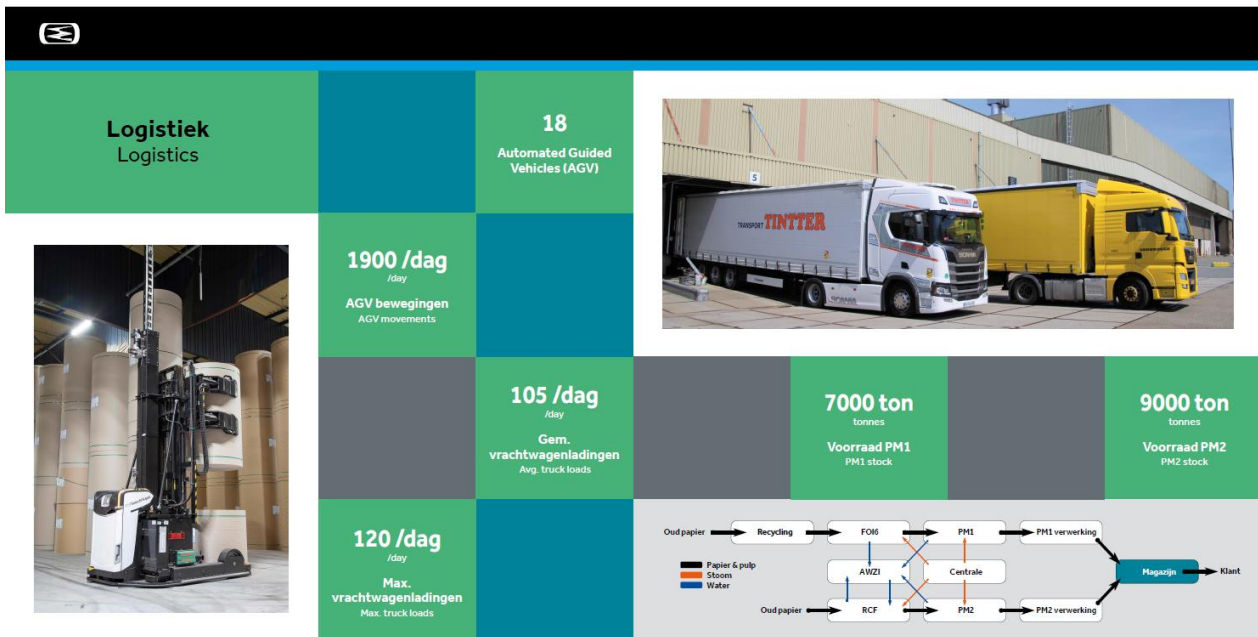 Logistiek
Logistics
18
Automated Guided
Vehicles (AGV)
5
TRANSPORT TINTTER
SCANIA
SCANIA
1900 /dag
/day
AGV bewegingen
AGV movements
105 /dag
/day
Gem.
vrachtwagenladingen
Avg. truck loads
7000 ton
tonnes
Voorraad PM1
PM1 stock
9000 ton
tonnes
Voorraad PM2
PM2 stock
120 /dag
/day
Max.
vrachtwagenladingen
Max. truck loads
Oud papier
Recycling
FOI6
PM1
PM1 verwerking
Papier & pulp
Stoom
Water
AWZI
Centrale
Magazijn
Klant
Oud papier
RCF
PM2
PM2 verwerking